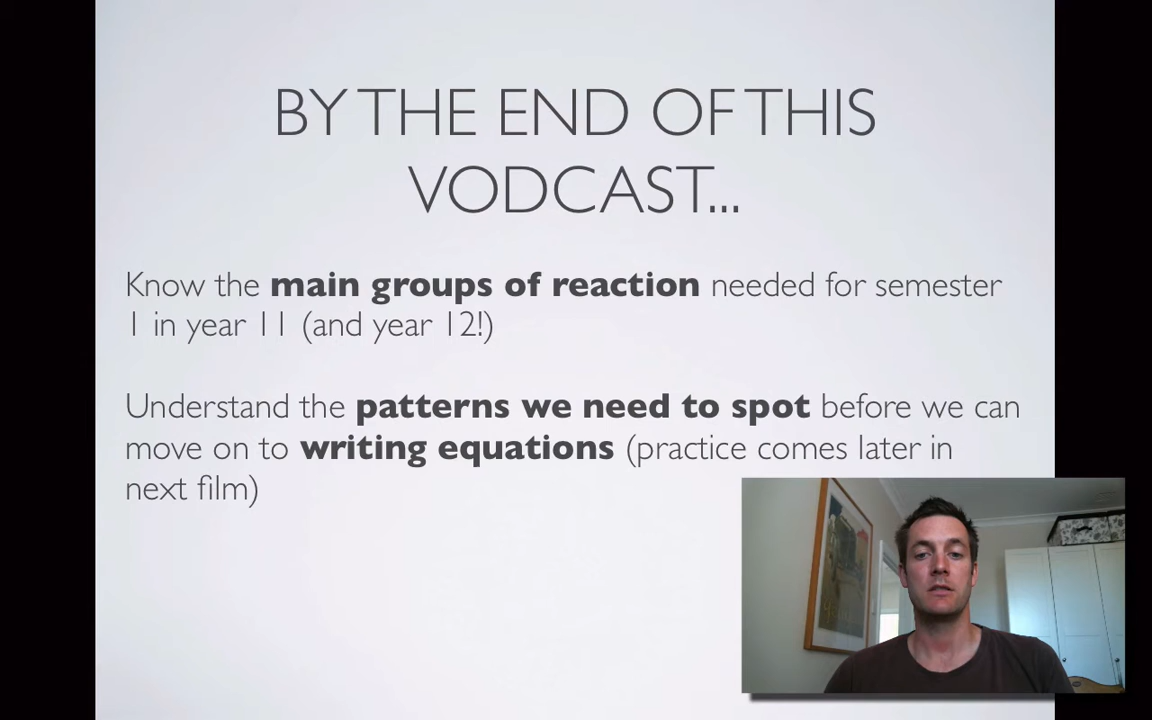 BY THE END OF THIS
VODCAST...
Know the main groups of reaction needed for semester
1 in year 11 (and year 12!)
Understand the patterns we need to spot before we can
move on to writing equations (practice comes later in
next film)